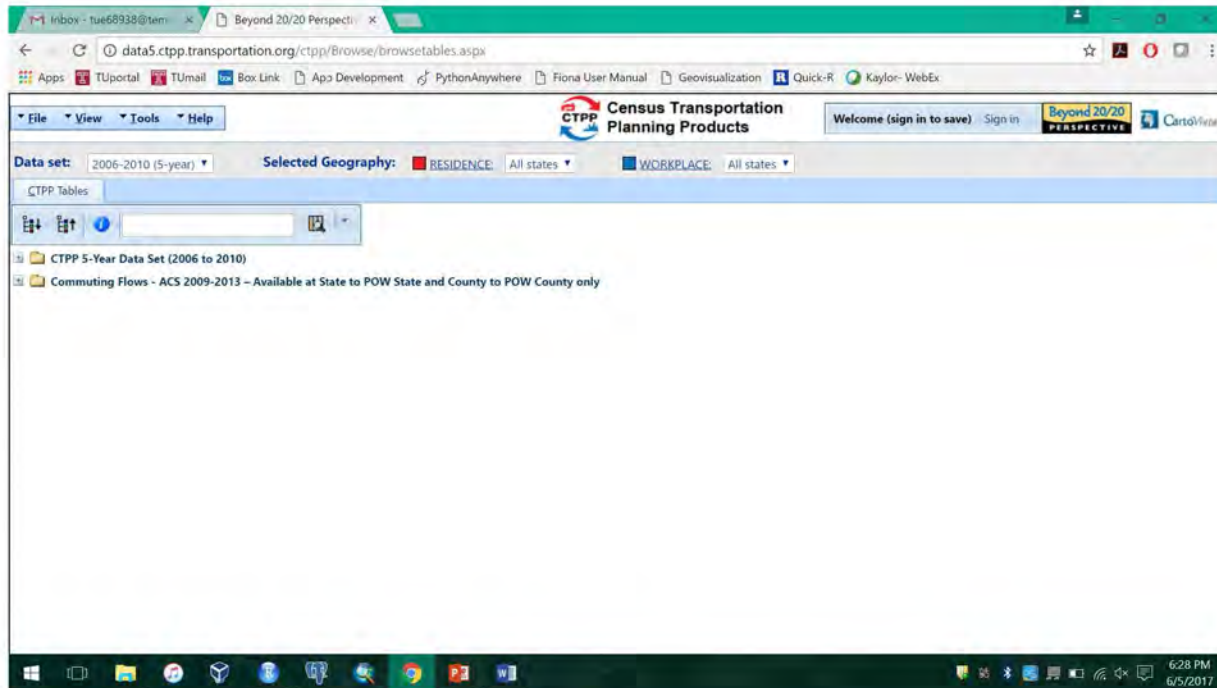 Inbox - tue68938@tem
Beyond 20/20 Perspecti
data5.ctpp.transportation.org/ctpp/Browse/browsetables.aspx
Apps TUportal TUmail Box Link App Development PythonAnywhere Fiona User Manual Geovisualization Quick-R Kaylor- WebEx
File View Tools Help
CTPP Census Transportation
Planning Products
Welcome (sign in to save) Sign in
Beyond 20/20
PERSPECTIVE
Data set: 2006-2010 (5-year) Selected Geography: RESIDENCE: All states WORKPLACE: All states
CTPP Tables
CTPP 5-Year Data Set (2006 to 2010)
Commuting Flows - ACS 2009-2013 – Available at State to POW State and County to POW County only
6:28 PM
6/5/2017